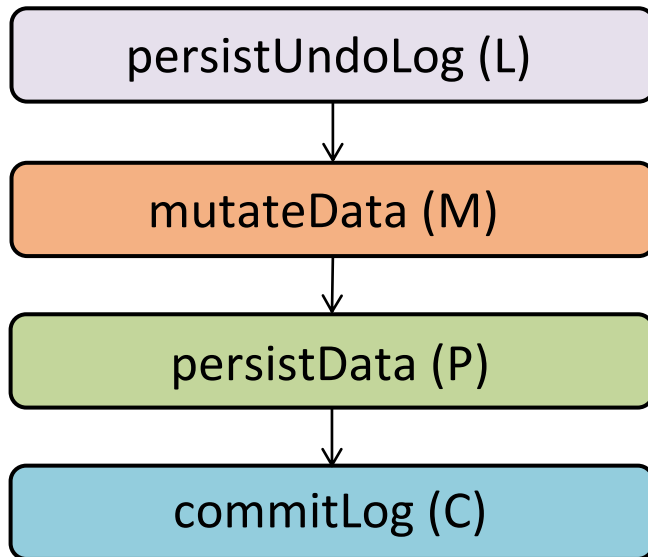 persistUndoLog (L)
mutateData (M)
persistData (P)
commitLog (C)